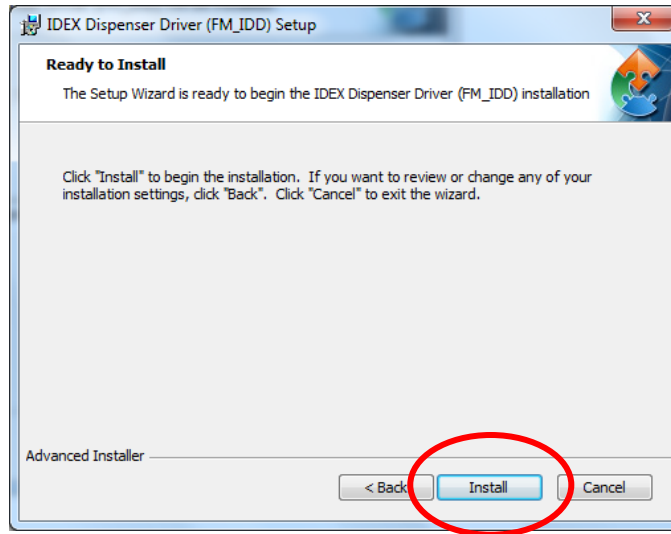 IDEX Dispenser Driver (FM_IDD) Setup
Ready to Install
The Setup Wizard is ready to begin the IDEX Dispenser Driver (FM_IDD) installation
Click "Install" to begin the installation. If you want to review or change any of your
installation settings, click "Back". Click "Cancel" to exit the wizard.
Advanced Installer
< Back Install Cancel